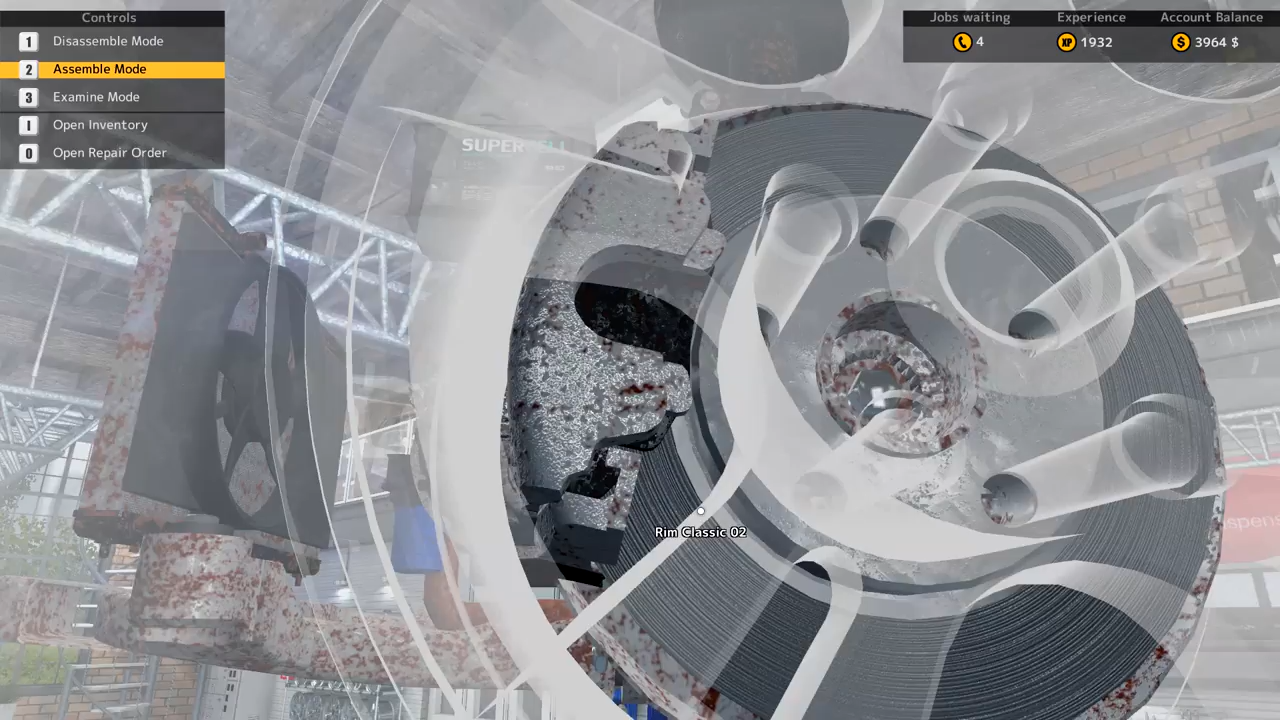 Controls
1 Disassemble Mode
2 Assemble Mode
3 Examine Mode
I Open Inventory
O Open Repair Order
Jobs waiting Experience Account Balance
4 XP 1932 $ 3964 $
SUPER
Rim Classic 02